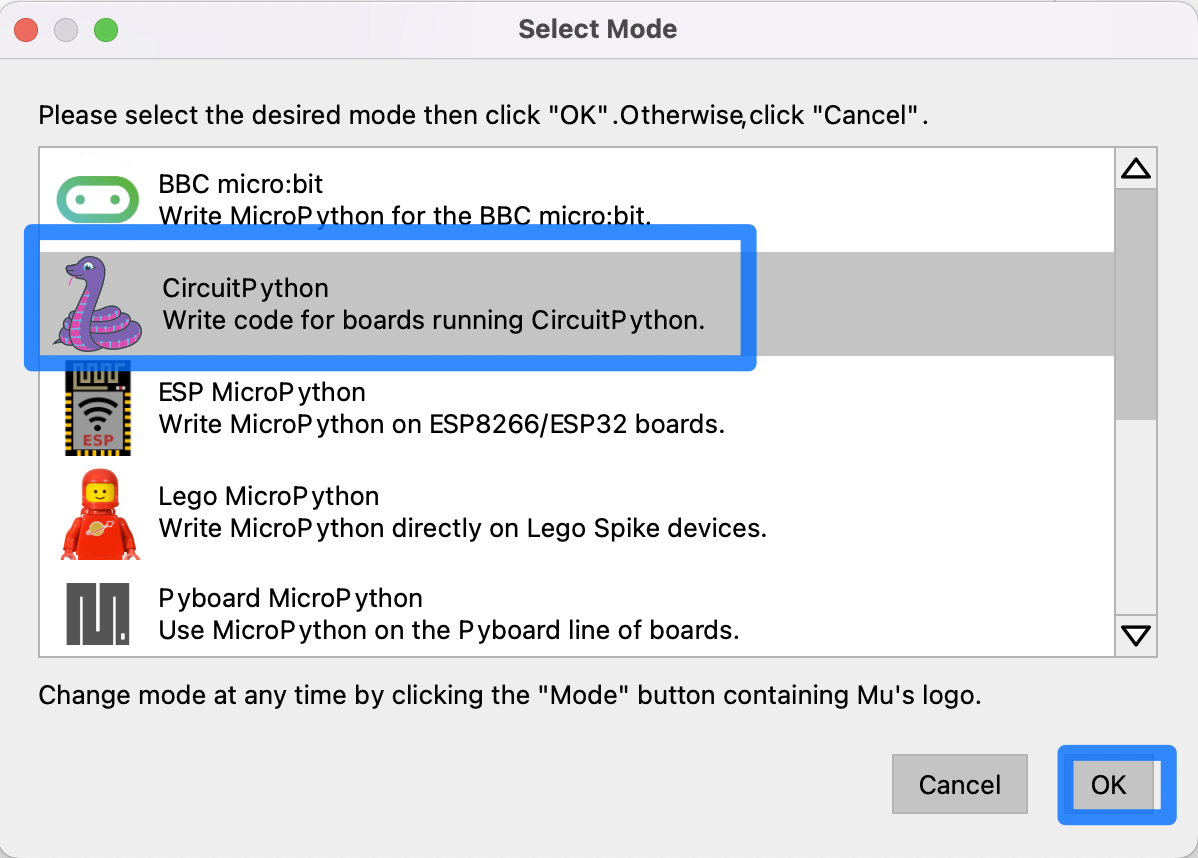 Select Mode
Please select the desired mode then click "OK".Otherwise,click "Cancel".
BBC micro:bit
Write MicroPython for the BBC micro:bit.
CircuitPython
Write code for boards running CircuitPython.
ESP MicroPython
Write MicroPython on ESP8266/ESP32 boards.
ESP
Lego MicroPython
Write MicroPython directly on Lego Spike devices.
Pyboard MicroPython
Use MicroPython on the Pyboard line of boards.
Change mode at any time by clicking the "Mode" button containing Mu's logo.
Cancel
OK